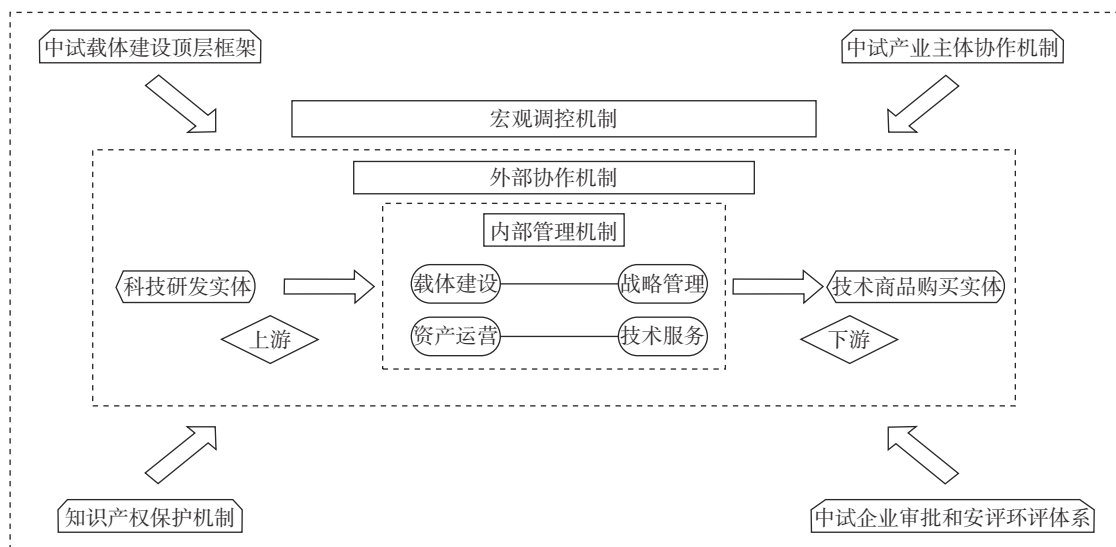 中试载体建设顶层框架
中试产业主体协作机制
宏观调控机制
外部协作机制
内部管理机制
科技研发实体
载体建设
战略管理
技术商品购买实体
上游
资产运营
技术服务
下游
知识产权保护机制
中试企业审批和安评环评体系